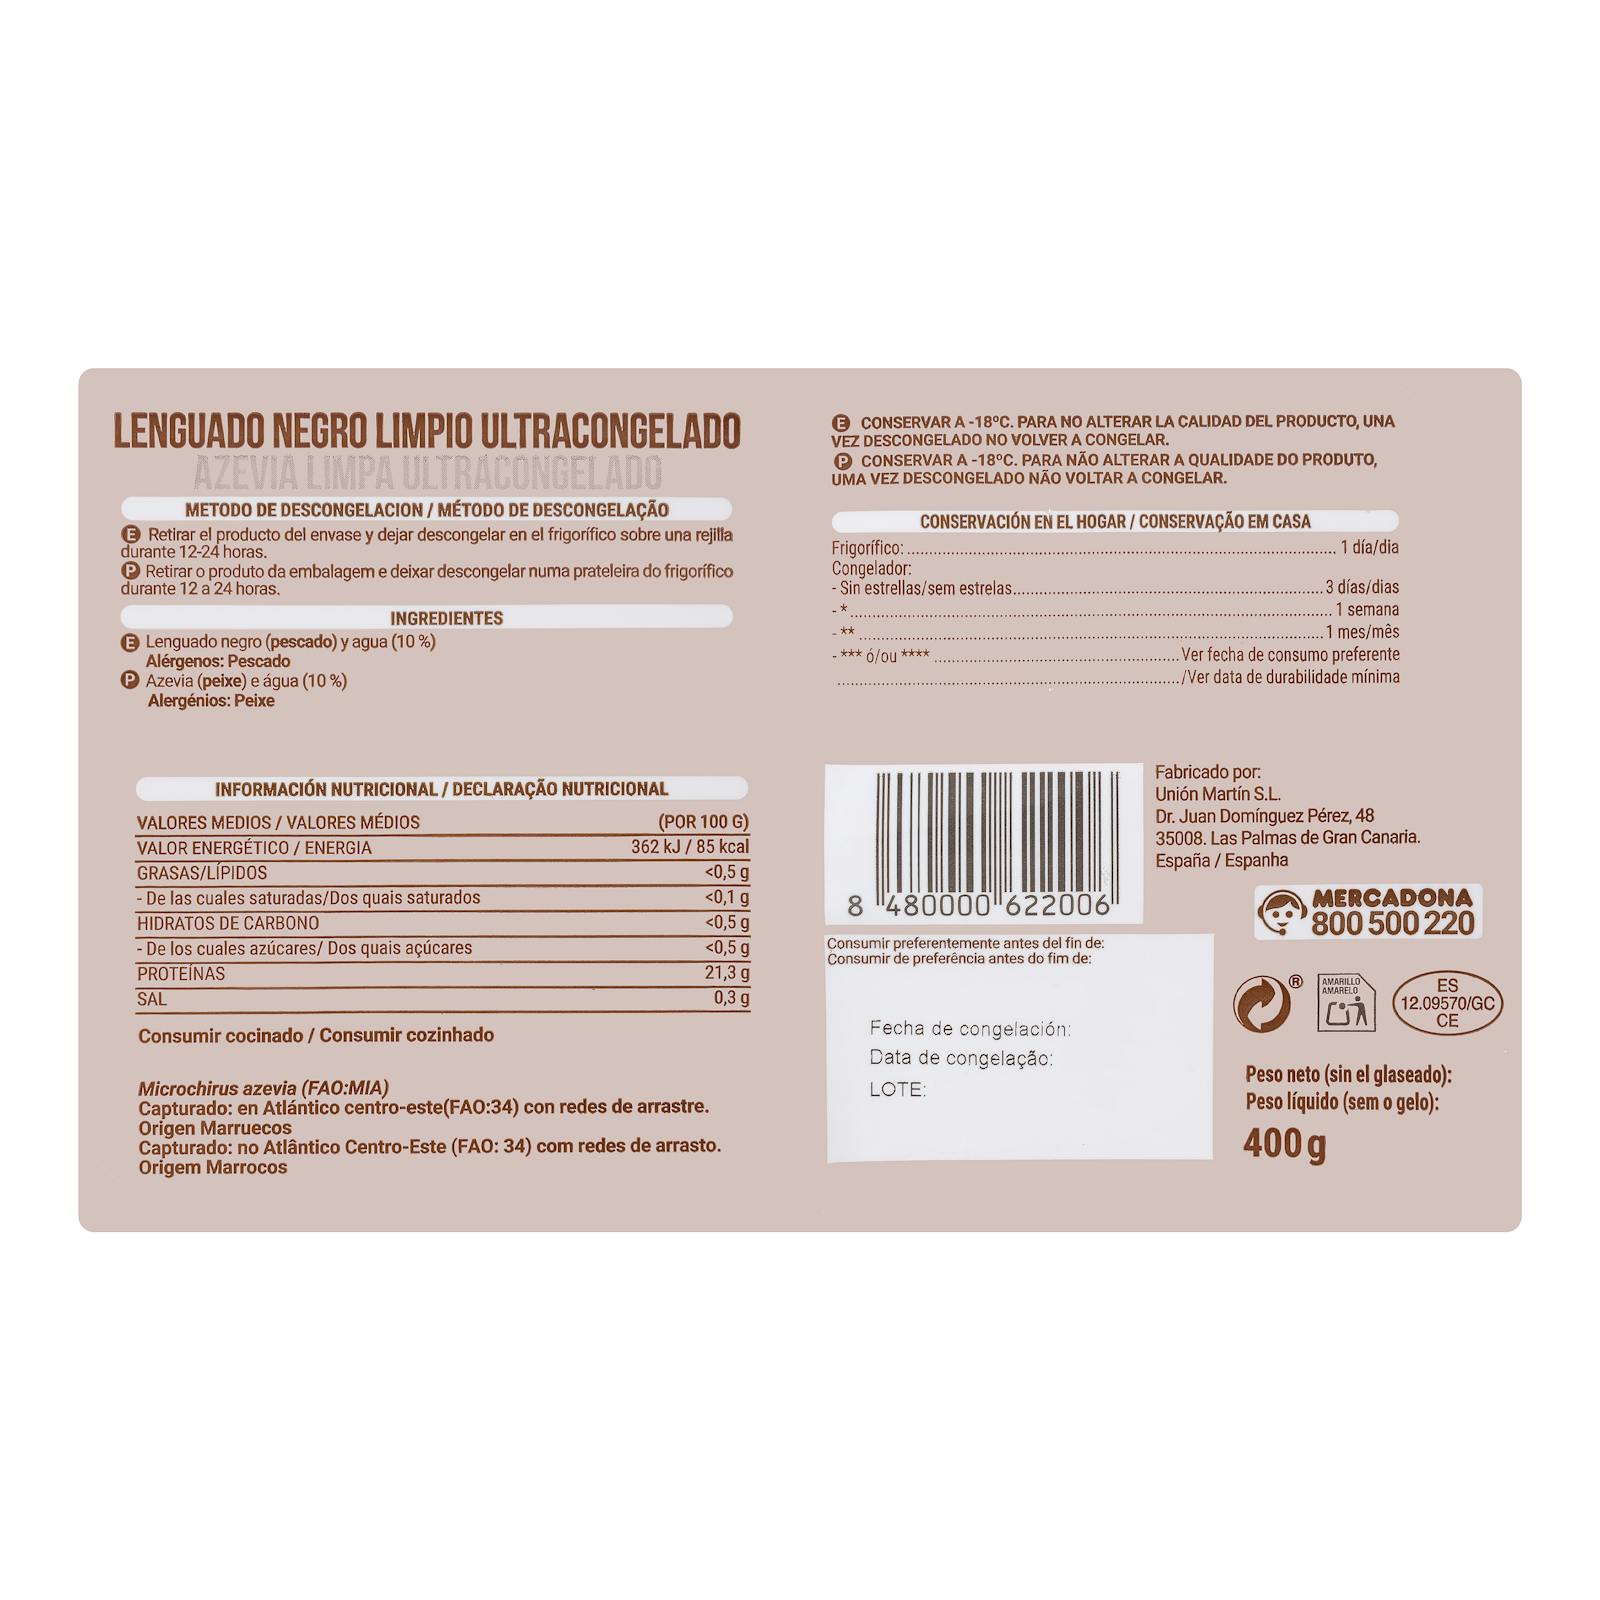 LENGUADO NEGRO LIMPIO ULTRACONGELADO
AZEVIA LIMPA ULTRACONGELADO
METODO DE DESCONGELACION / MÉTODO DE DESCONGELAÇÃO
E Retirar el producto del envase y dejar descongelar en el frigorífico sobre una rejilla
durante 12-24 horas.
P Retirar o produto da embalagem e deixar descongelar numa prateleira do frigorífico
durante 12 a 24 horas.
INGREDIENTES
E Lenguado negro (pescado) y agua (10 %)
Alérgenos: Pescado
P Azevia (peixe) e água (10 %)
Alergénios: Peixe
INFORMACIÓN NUTRICIONAL / DECLARAÇÃO NUTRICIONAL
VALORES MEDIOS / VALORES MÉDIOS (POR 100 G)
VALOR ENERGÉTICO / ENERGIA 362 kJ / 85 kcal
GRASAS/LÍPIDOS <0,5 g
- De las cuales saturadas/Dos quais saturados <0,1 g
HIDRATOS DE CARBONO <0,5 g
- De los cuales azúcares/ Dos quais açúcares <0,5 g
PROTEÍNAS 21,3 g
SAL 0,3 g
Consumir cocinado / Consumir cozinhado
Microchirus azevia (FAO:MIA)
Capturado: en Atlántico centro-este(FAO:34) con redes de arrastre.
Origen Marruecos
Capturado: no Atlântico Centro-Este (FAO: 34) com redes de arrasto.
Origem Marrocos
E CONSERVAR A -18ºC. PARA NO ALTERAR LA CALIDAD DEL PRODUCTO, UNA
VEZ DESCONGELADO NO VOLVER A CONGELAR.
P CONSERVAR A -18ºC. PARA NÃO ALTERAR A QUALIDADE DO PRODUTO,
UMA VEZ DESCONGELADO NÃO VOLTAR A CONGELAR.
CONSERVACIÓN EN EL HOGAR / CONSERVAÇÃO EM CASA
Frigorífico: 1 día/dia
Congelador:
- Sin estrellas/sem estrelas 3 días/dias
- * 1 semana
- ** 1 mes/mês
- *** ó/ou **** Ver fecha de consumo preferente
/Ver data de durabilidade mínima
8 480000 622006
Fabricado por:
Unión Martín S.L.
Dr. Juan Domínguez Pérez, 48
35008. Las Palmas de Gran Canaria.
España / Espanha
MERCADONA
800 500 220
Consumir preferentemente antes del fin de:
Consumir de preferência antes do fim de:
Fecha de congelación:
Data de congelação:
LOTE:
®
AMARILLO
AMARELO
ES
12.09570/GC
CE
Peso neto (sin el glaseado):
Peso líquido (sem o gelo):
400 g